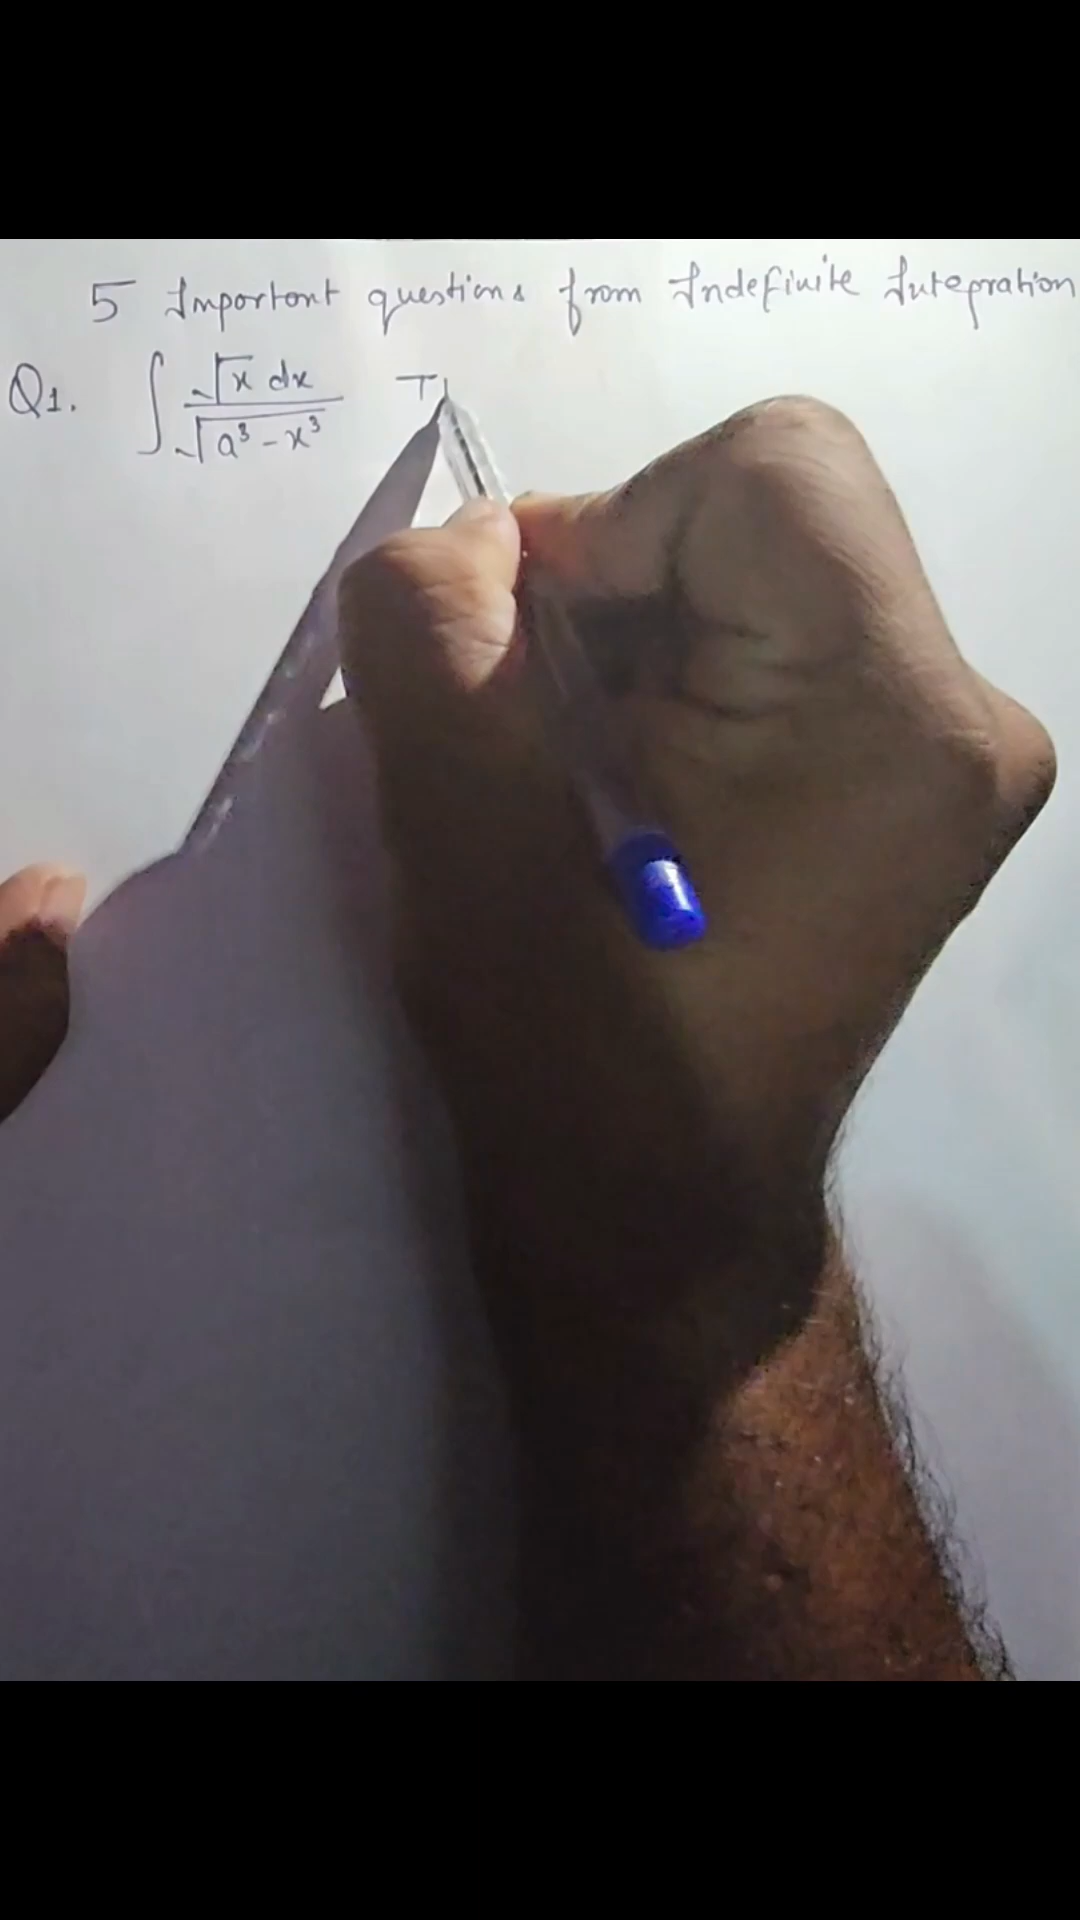 5 Important questions from Indefinite Integration
Q1. ∫ √x dx / √(a³ - x³) T